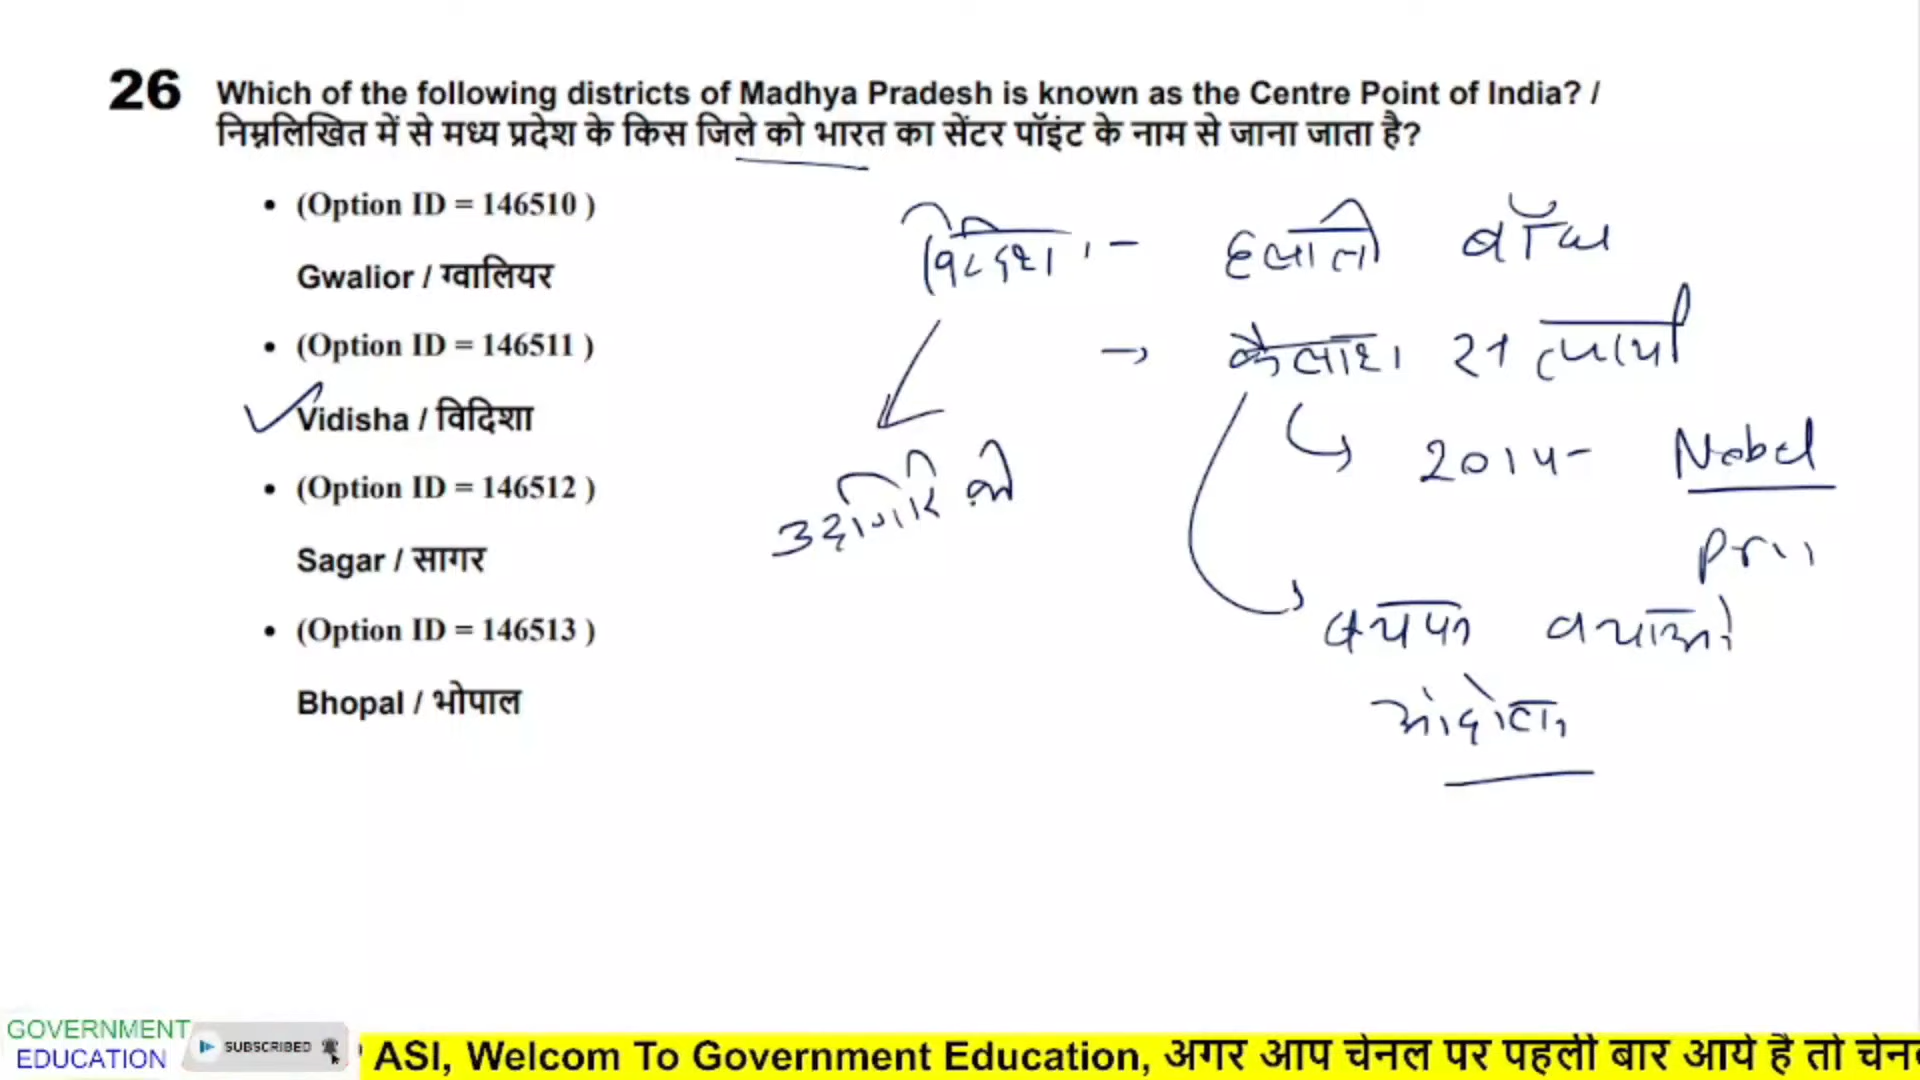 26 Which of the following districts of Madhya Pradesh is known as the Centre Point of India? /
निम्नलिखित में से मध्य प्रदेश के किस जिले को भारत का सेंटर पॉइंट के नाम से जाना जाता है?
• (Option ID = 146510 )
Gwalior / ग्वालियर
• (Option ID = 146511 )
Vidisha / विदिशा
• (Option ID = 146512 )
Sagar / सागर
• (Option ID = 146513 )
Bhopal / भोपाल
विदिशा :- हलाली
→ कैलाश सत्यार्थी
2014- Nobel
बचपन बचाओ
आंदोलन
GOVERNMENT
EDUCATION
SUBSCRIBED
ASI, Welcom To Government Education, अगर आप चेनल पर पहली बार आये है तो